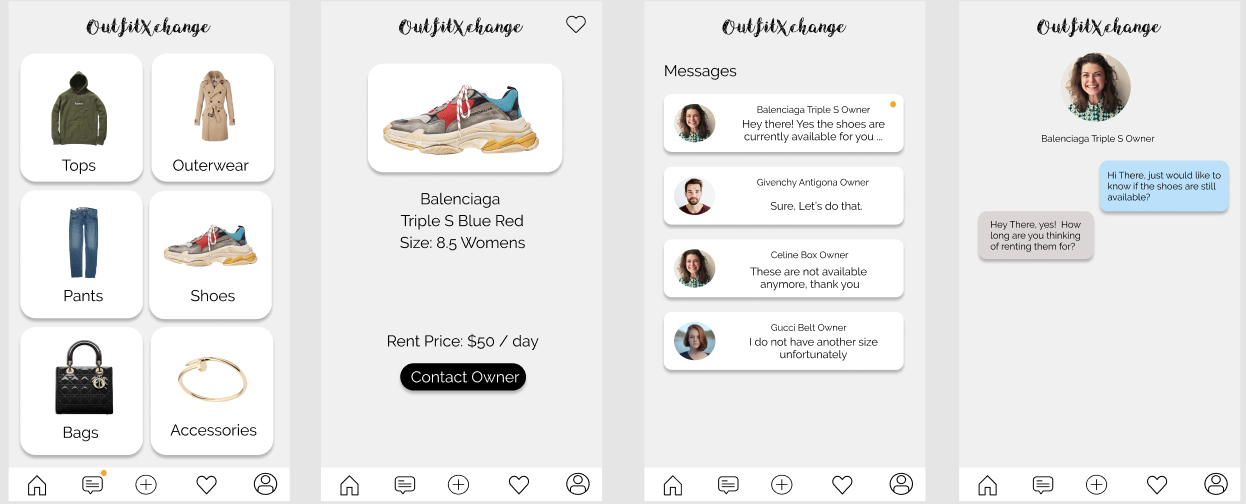 OutfitXchange
Tops
Outerwear
Pants
Shoes
Bags
Accessories
OutfitXchange
Balenciaga
Triple S Blue Red
Size: 8.5 Womens
Rent Price: $50 / day
Contact Owner
OutfitXchange
Messages
Balenciaga Triple S Owner
Hey there! Yes the shoes are
currently available for you ...
Givenchy Antigona Owner
Sure, Let's do that.
Celine Box Owner
These are not available
anymore, thank you
Gucci Belt Owner
I do not have another size
unfortunately
OutfitXchange
Balenciaga Triple S Owner
Hi There, just would like to
know if the shoes are still
available?
Hey There, yes! How
long are you thinking
of renting them for?